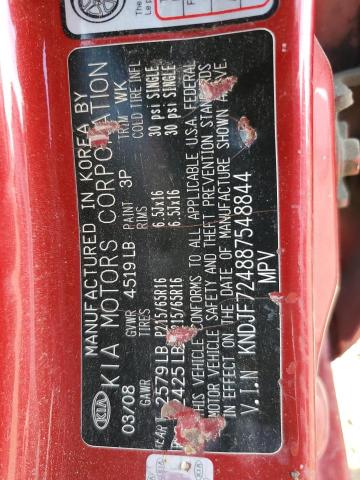 MANUFACTURED IN KOREA BY
KIA KIA MOTORS CORPORATION
03/08 GVWR 4519 LB PAINT 3P TRIM WK
GAWR TIRES RIMS COLD TIRE INFL
2579 LB P215/65R16 6.5Jx16 30 psi SINGLE
2425 LB P215/65R16 6.5Jx16 30 psi SINGLE
THIS VEHICLE CONFORMS TO ALL APPLICABLE U.S.A. FEDERAL
MOTOR VEHICLE SAFETY AND THEFT PREVENTION STANDARDS
IN EFFECT ON THE DATE OF MANUFACTURE SHOWN ABOVE.
V.I.N KNDJF724887548844
MPV